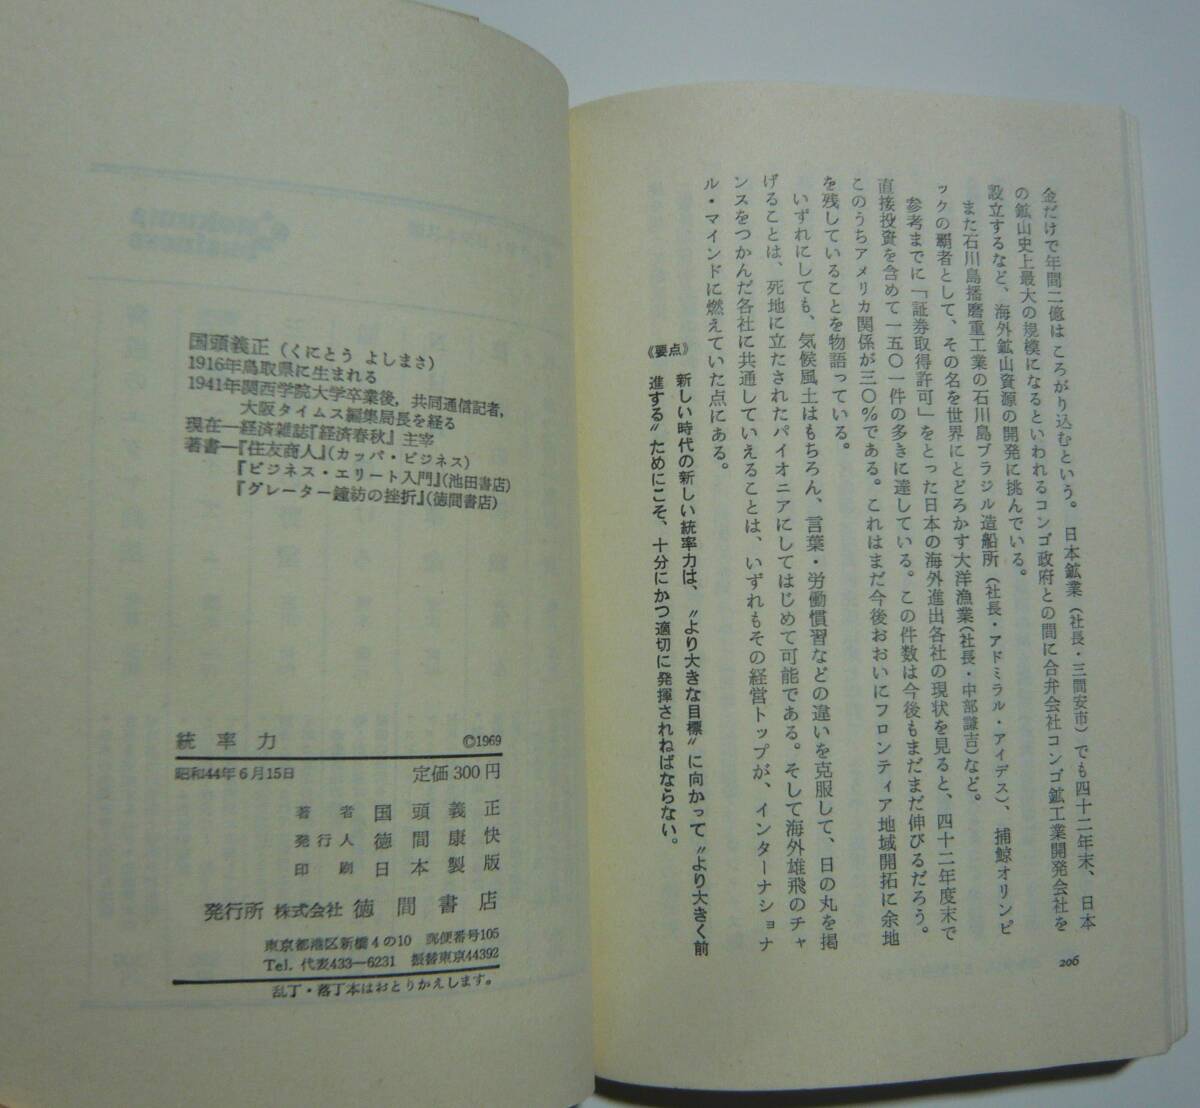 金だけで年間二億はころがり込むという。日本鉱業(社長・三間安市)でも四十二年末、日本
の鉱山史上最大の規模になるといわれるコンゴ政府との間に合弁会社コンゴ鉱工業開発会社を
設立するなど、海外鉱山資源の開発に挑んでいる。
また石川島播磨重工業の石川島ブラジル造船所(社長・アドミラル・アイデス)、捕鯨オリンピ
ックの覇者として、その名を世界にとどろかす大洋漁業(社長・中部謙吉)など。
参考までに「証券取得許可」をとった日本の海外進出各社の現状を見ると、四十二年度末で
直接投資を含めて一五〇一件の多きに達している。この件数は今後もまだまだ伸びるだろう。
このうちアメリカ関係が三〇%である。これはまだ今後おおいにフロンティア地域開拓に余地
を残していることを物語っている。
いずれにしても、気候風土はもちろん、言葉・労働慣習などの違いを克服して、日の丸を掲
げることは、死地に立たされたパイオニアにしてはじめて可能である。そして海外雄飛のチャ
ンスをつかんだ各社に共通していえることは、いずれもその経営トップが、インターナショナ
ル・マインドに燃えていた点にある。
《要点》 新しい時代の新しい統率力は、〝より大きな目標〟に向かって〝より大きく前
進する〟ためにこそ、十分にかつ適切に発揮されねばならない。
206
国頭義正(くにとう よしまさ)
1916年鳥取県に生まれる
1941年関西学院大学卒業後,共同通信記者,
大阪タイムス編集局長を経る
現在—経済雑誌『経済春秋』主宰
著書—『住友商人』(カッパ・ビジネス)
『ビジネス・エリート入門』(池田書店)
『グレーター鐘紡の挫折』(徳間書店)
統率力 ©1969
昭和44年6月15日 定価300円
著者 国頭義正
発行人 徳間康快
印刷 日本製版
発行所 株式会社 徳間書店
東京都港区新橋4の10 郵便番号105
Tel. 代表433—6231 振替東京44392
乱丁・落丁本はおとりかえします。